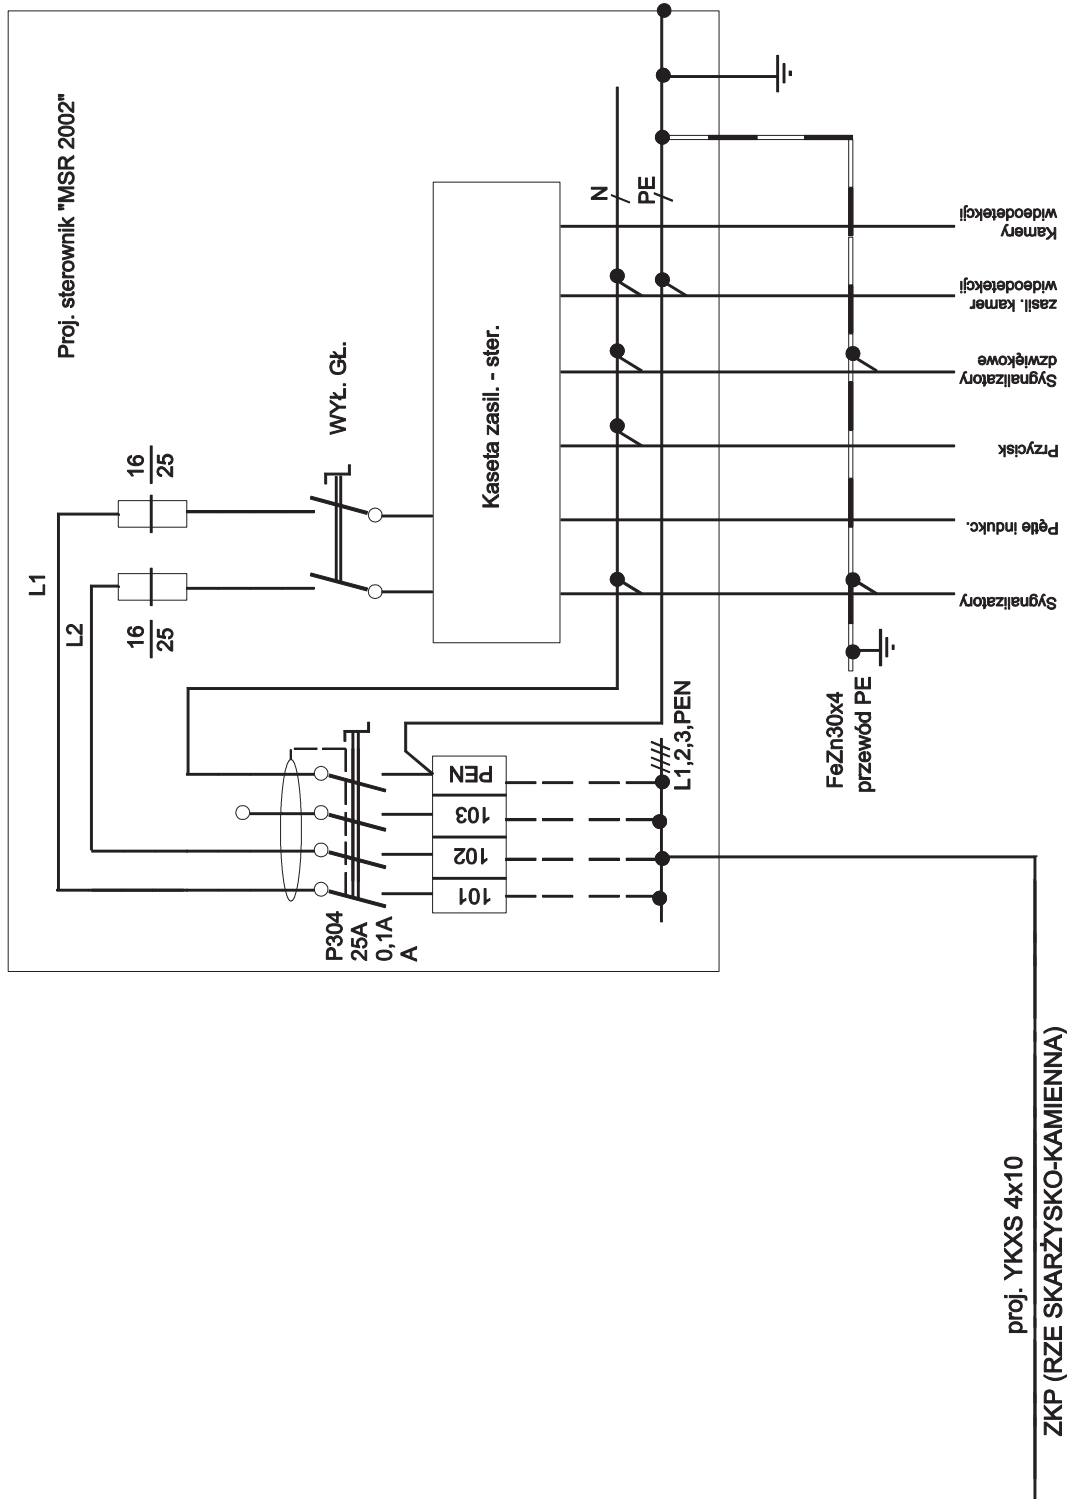 Proj. sterownik "MSR 2002"
L1
L2
16
25
16
25
WYŁ. GŁ.
Kaseta zasil. - ster.
N
PE
Kamery
wideodetekcji
zasil. kamer
wideodetekcji
Sygnalizatory
dzwiękowe
Przycisk
Pętle indukc.
Sygnalizatory
FeZn30x4
przewód PE
L1,2,3,PEN
PEN
103
102
101
P304
25A
0,1A
A
proj. YKXS 4x10
ZKP (RZE SKARŻYSKO-KAMIENNA)